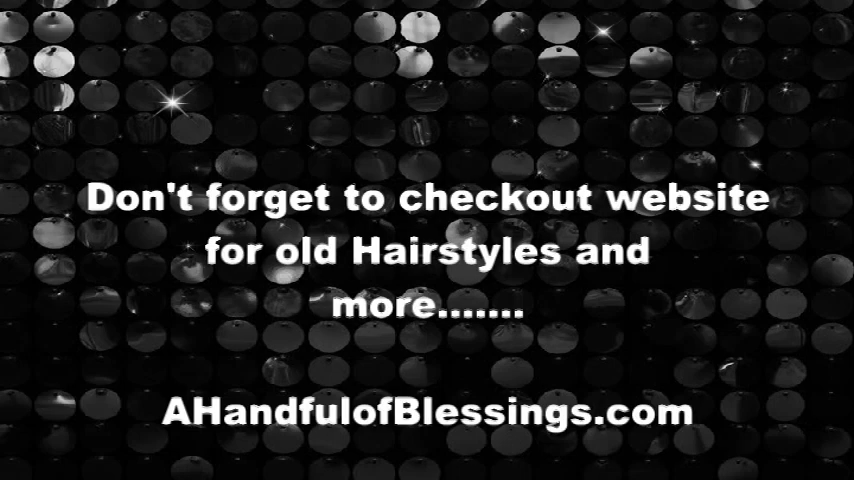 Don't forget to checkout website
for old Hairstyles and
more.......
AHandfulofBlessings.com